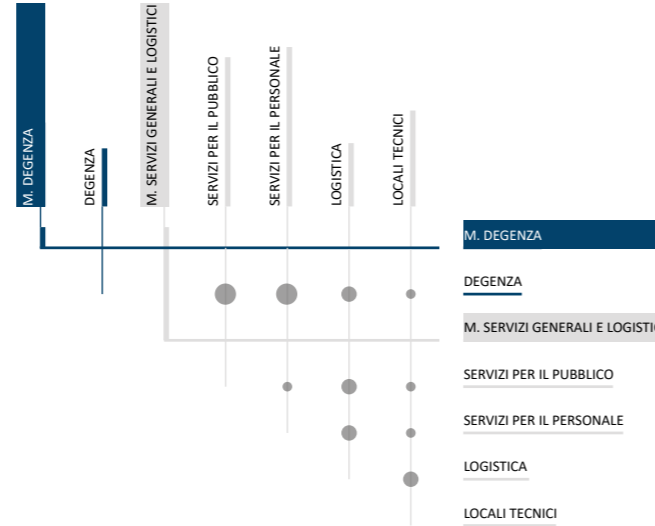 M. DEGENZA
DEGENZA
M. SERVIZI GENERALI E LOGISTICI
SERVIZI PER IL PUBBLICO
SERVIZI PER IL PERSONALE
LOGISTICA
LOCALI TECNICI
M. DEGENZA
DEGENZA
M. SERVIZI GENERALI E LOGISTIC
SERVIZI PER IL PUBBLICO
SERVIZI PER IL PERSONALE
LOGISTICA
LOCALI TECNICI